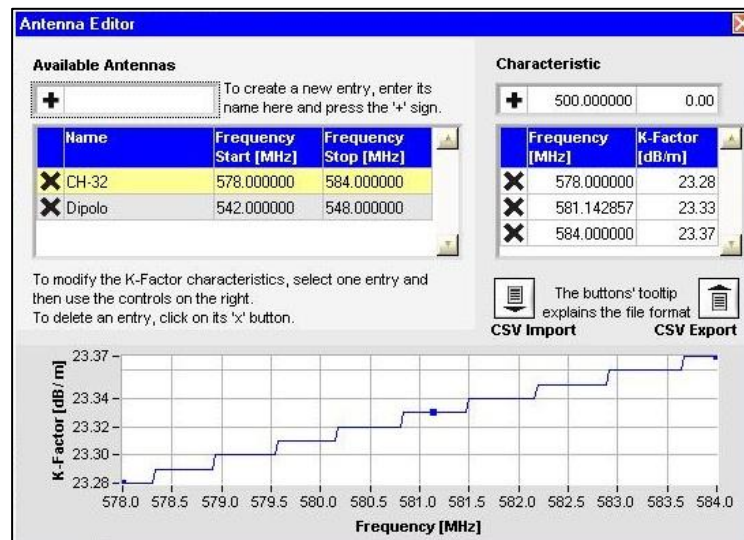 Antenna Editor
Available Antennas
To create a new entry, enter its
name here and press the '+' sign.
Name Frequency Start [MHz] Frequency Stop [MHz]
CH-32 578.000000 584.000000
Dipolo 542.000000 548.000000
To modify the K-Factor characteristics, select one entry and
then use the controls on the right.
To delete an entry, click on its 'x' button.
Characteristic
500.000000 0.00
Frequency [MHz] K-Factor [dB/m]
578.000000 23.28
581.142857 23.33
584.000000 23.37
The buttons' tooltip
explains the file format
CSV Import CSV Export
K-Factor [dB/m]
23.37
23.34
23.30
23.28
578.0 578.5 579.0 579.5 580.0 580.5 581.0 581.5 582.0 582.5 583.0 583.5 584.0
Frequency [MHz]